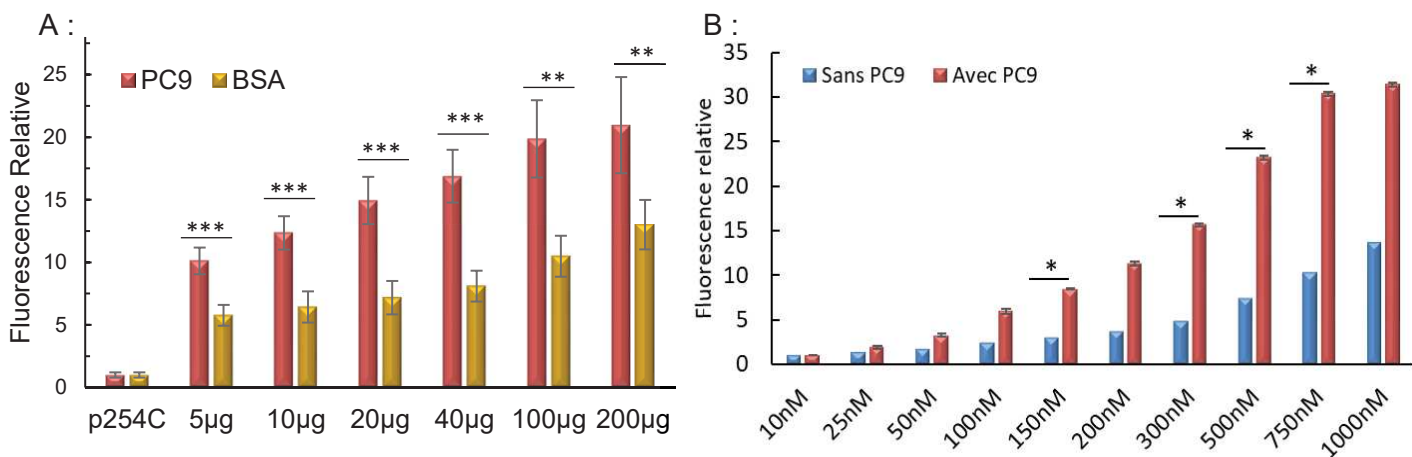 A :
Fluorescence Relative
25
20
15
10
5
0
PC9 BSA
*** *** *** *** ** **
p254C 5µg 10µg 20µg 40µg 100µg 200µg
B :
Fluorescence relative
35
30
25
20
15
10
5
0
Sans PC9 Avec PC9
* * * *
10nM 25nM 50nM 100nM 150nM 200nM 300nM 500nM 750nM 1000nM